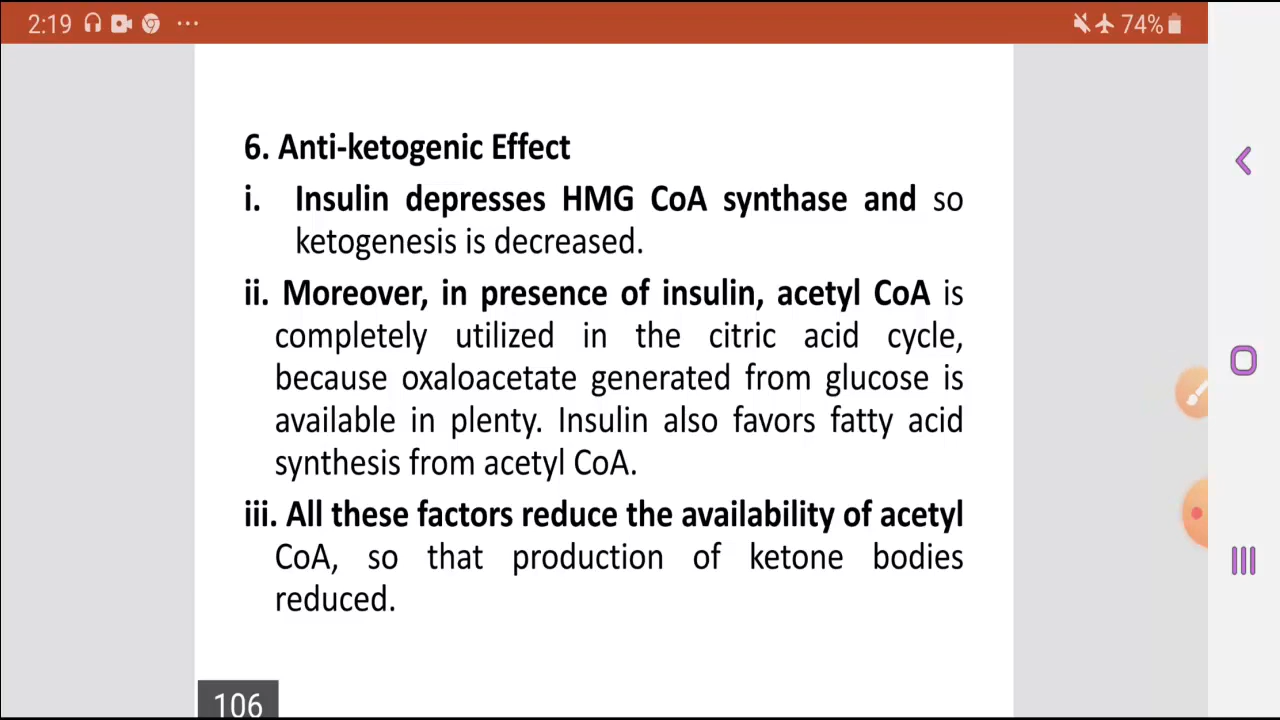 2:19 ... 74%
6. Anti-ketogenic Effect
i. Insulin depresses HMG CoA synthase and so
ketogenesis is decreased.
ii. Moreover, in presence of insulin, acetyl CoA is
completely utilized in the citric acid cycle,
because oxaloacetate generated from glucose is
available in plenty. Insulin also favors fatty acid
synthesis from acetyl CoA.
iii. All these factors reduce the availability of acetyl
CoA, so that production of ketone bodies
reduced.
106